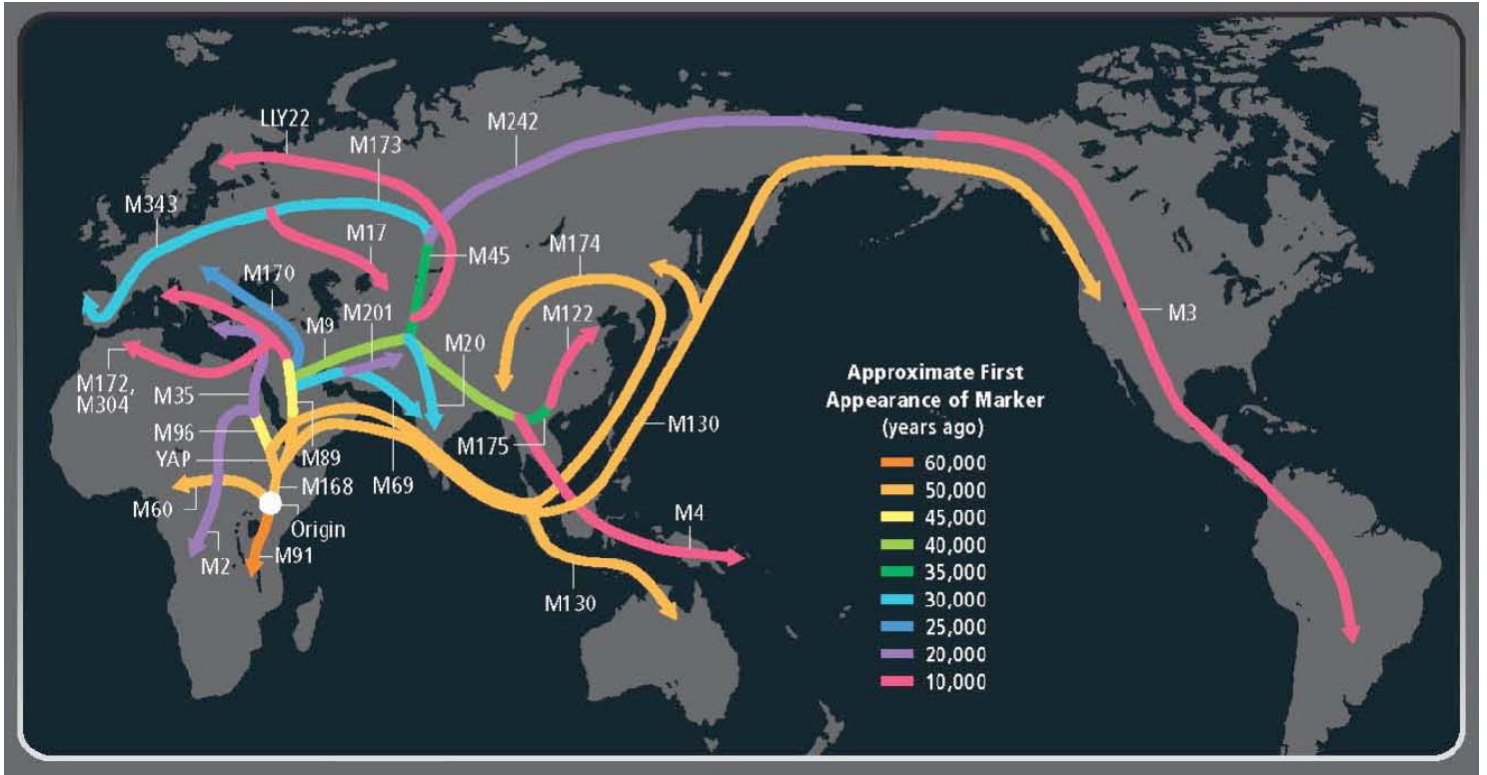 LLY22
M242
M173
M343
M17
M174
M45
M170
M201
M122
M9
M20
M3
M172,
M304
M35
M96
YAP
M89
M175
M130
M168
M69
M60
Origin
M4
M2
M91
M130
Approximate First
Appearance of Marker
(years ago)
60,000
50,000
45,000
40,000
35,000
30,000
25,000
20,000
10,000